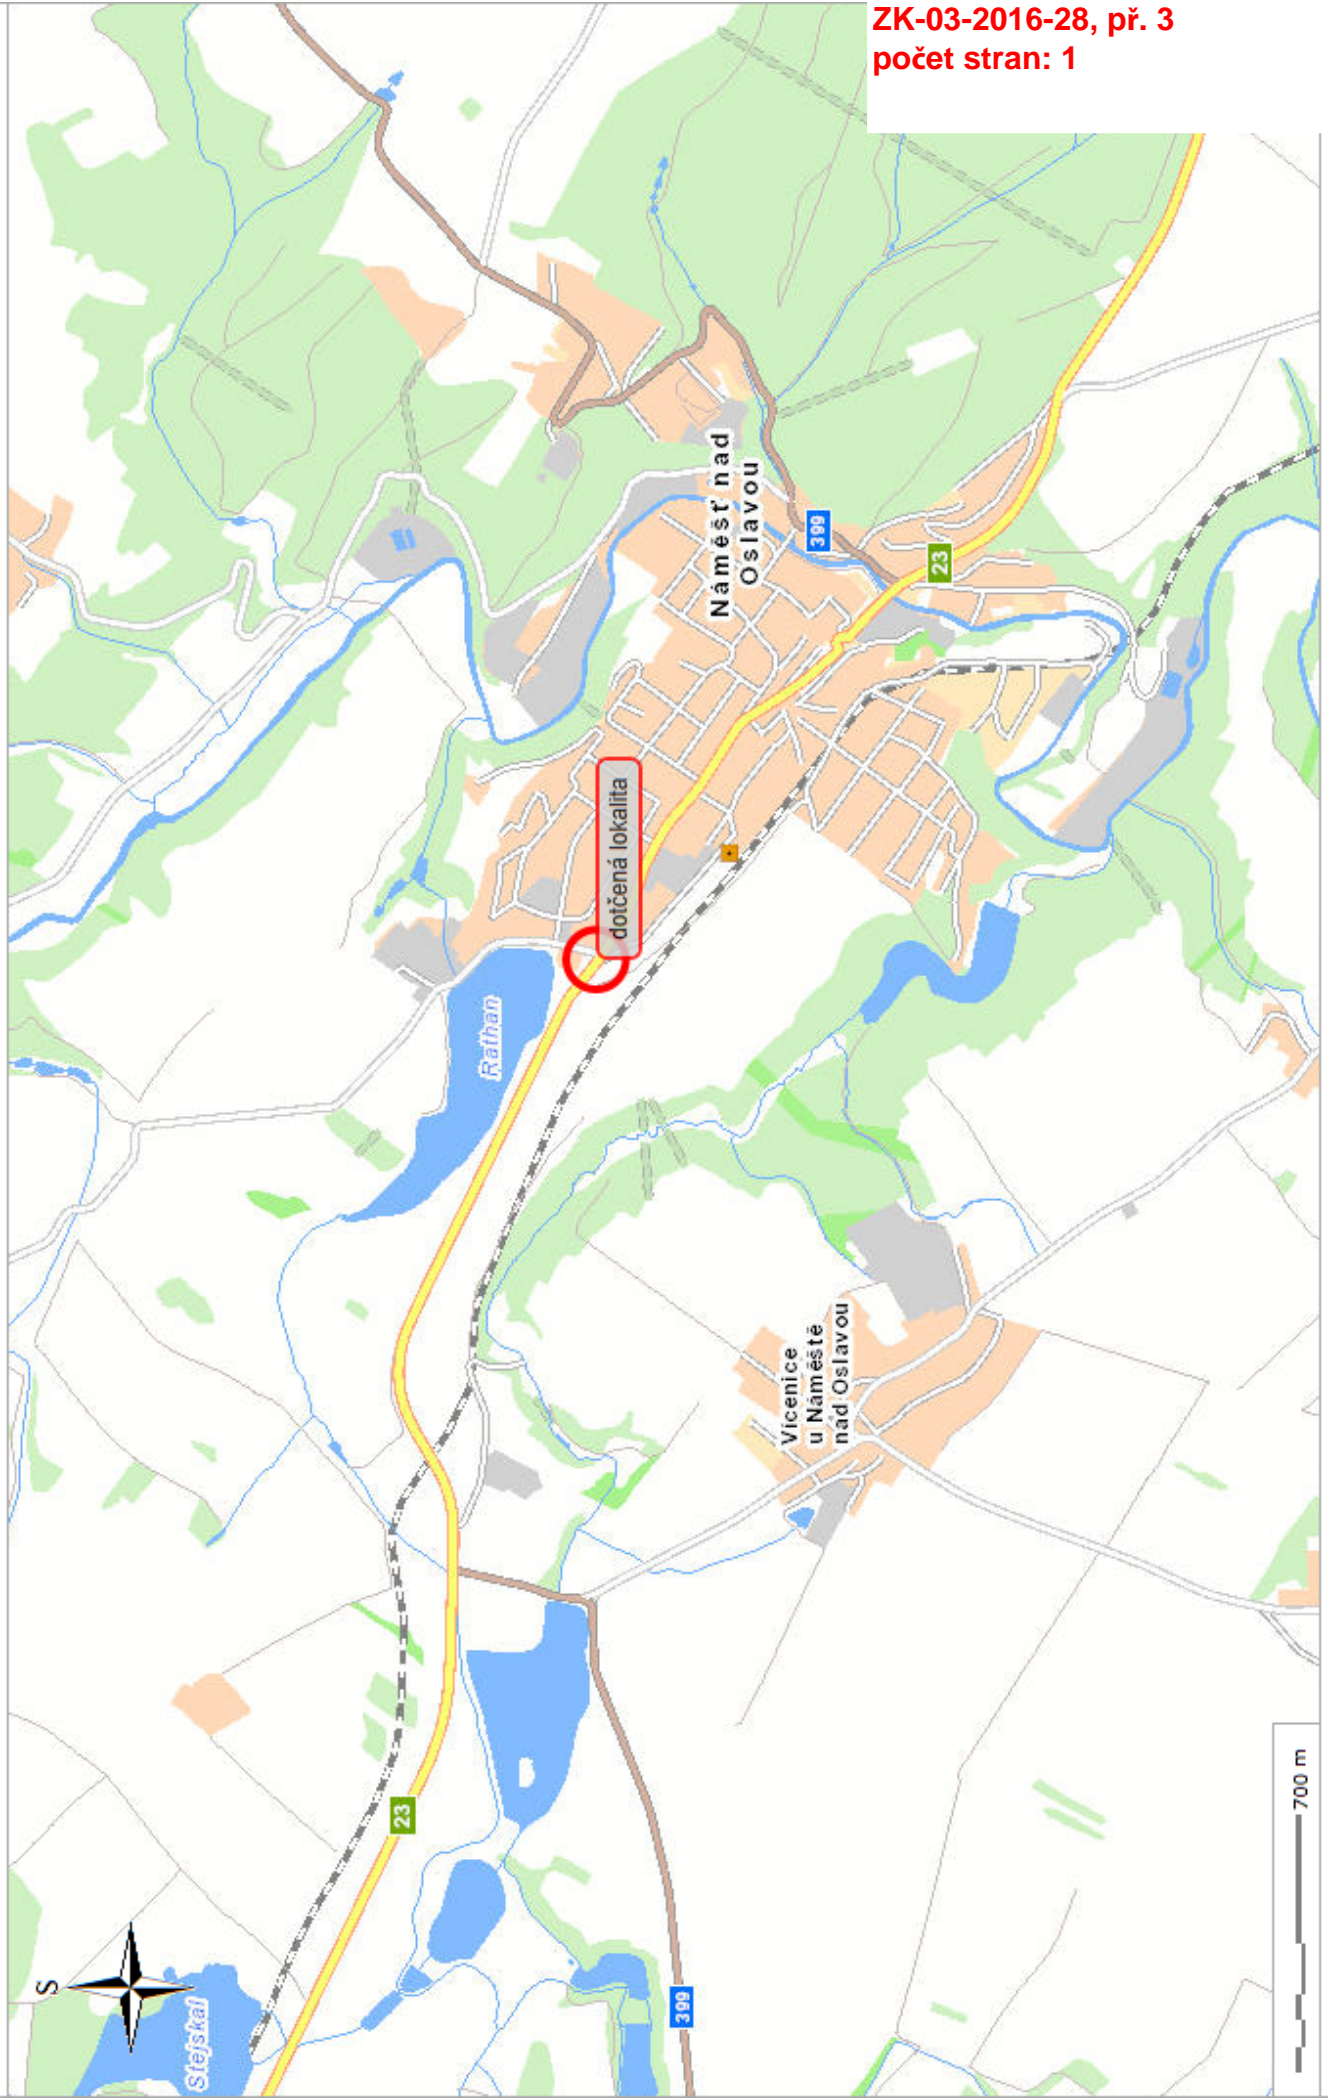 ZK-03-2016-28, př. 3
počet stran: 1
S
Stejskal
23
399
Rathan
dotčená lokalita
Náměšť nad
Oslavou
399
23
Vícenice
u Náměště
nad Oslavou
700 m